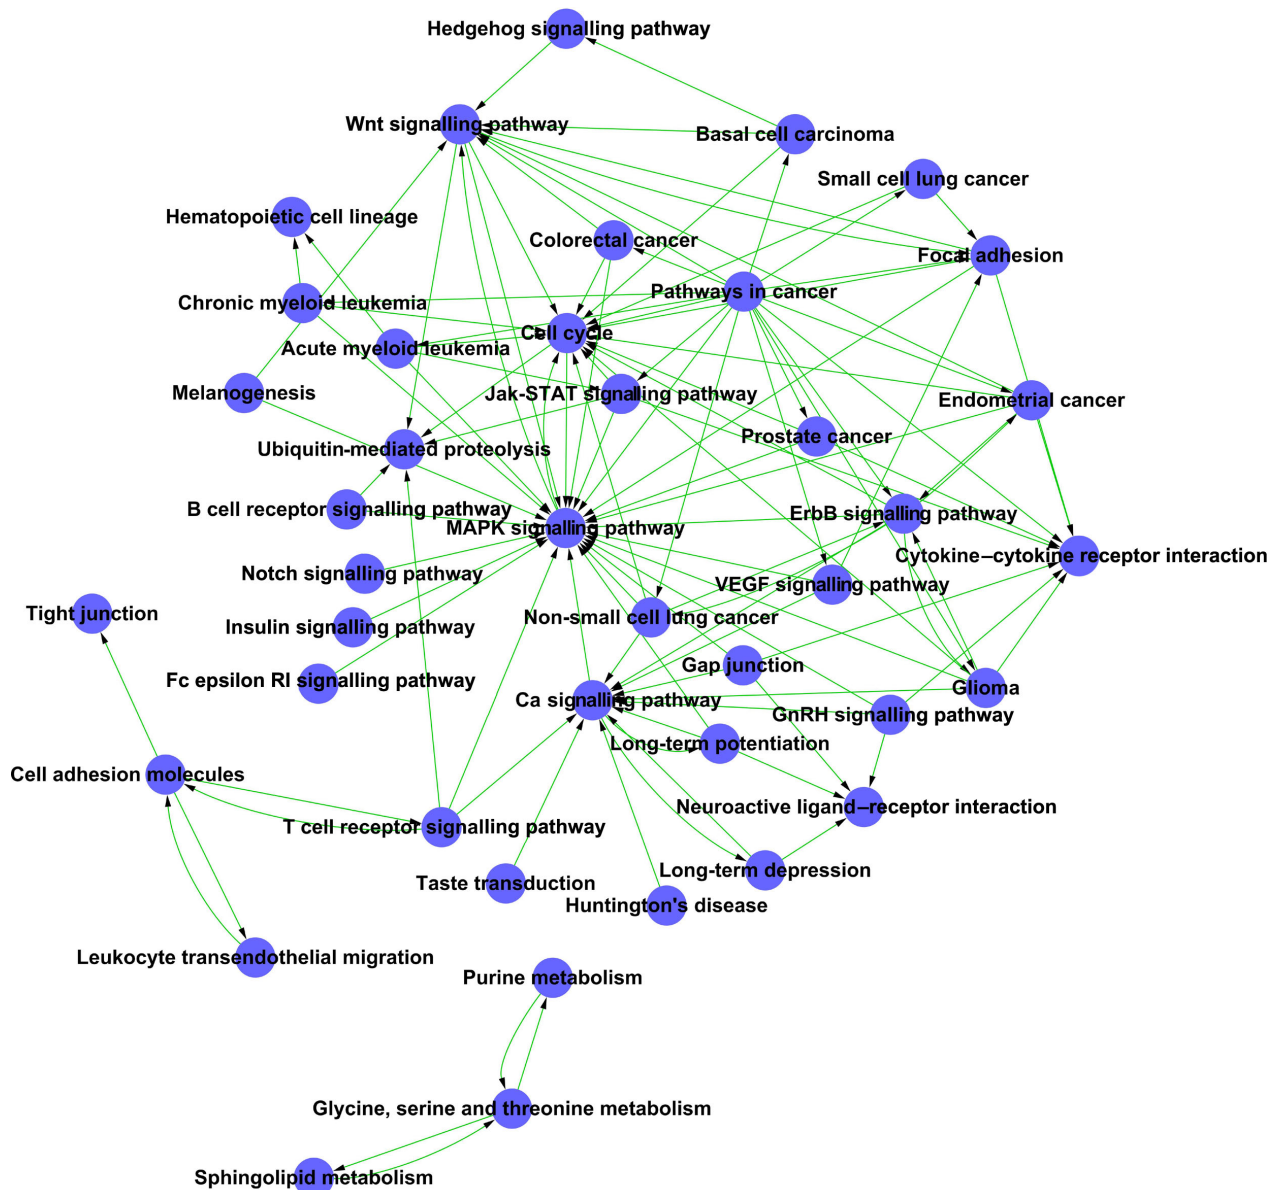 Hedgehog signalling pathway
Wnt signalling pathway
Basal cell carcinoma
Small cell lung cancer
Hematopoietic cell lineage
Colorectal cancer
Focal adhesion
Pathways in cancer
Chronic myeloid leukemia
Cell cycle
Acute myeloid leukemia
Melanogenesis
Jak-STAT signalling pathway
Endometrial cancer
Prostate cancer
Ubiquitin-mediated proteolysis
B cell receptor signalling pathway
ErbB signalling pathway
MAPK signalling pathway
Cytokine–cytokine receptor interaction
Notch signalling pathway
VEGF signalling pathway
Tight junction
Non-small cell lung cancer
Insulin signalling pathway
Gap junction
Fc epsilon RI signalling pathway
Glioma
Ca signalling pathway
GnRH signalling pathway
Long-term potentiation
Cell adhesion molecules
Neuroactive ligand–receptor interaction
T cell receptor signalling pathway
Long-term depression
Taste transduction
Huntington's disease
Leukocyte transendothelial migration
Purine metabolism
Glycine, serine and threonine metabolism
Sphingolipid metabolism